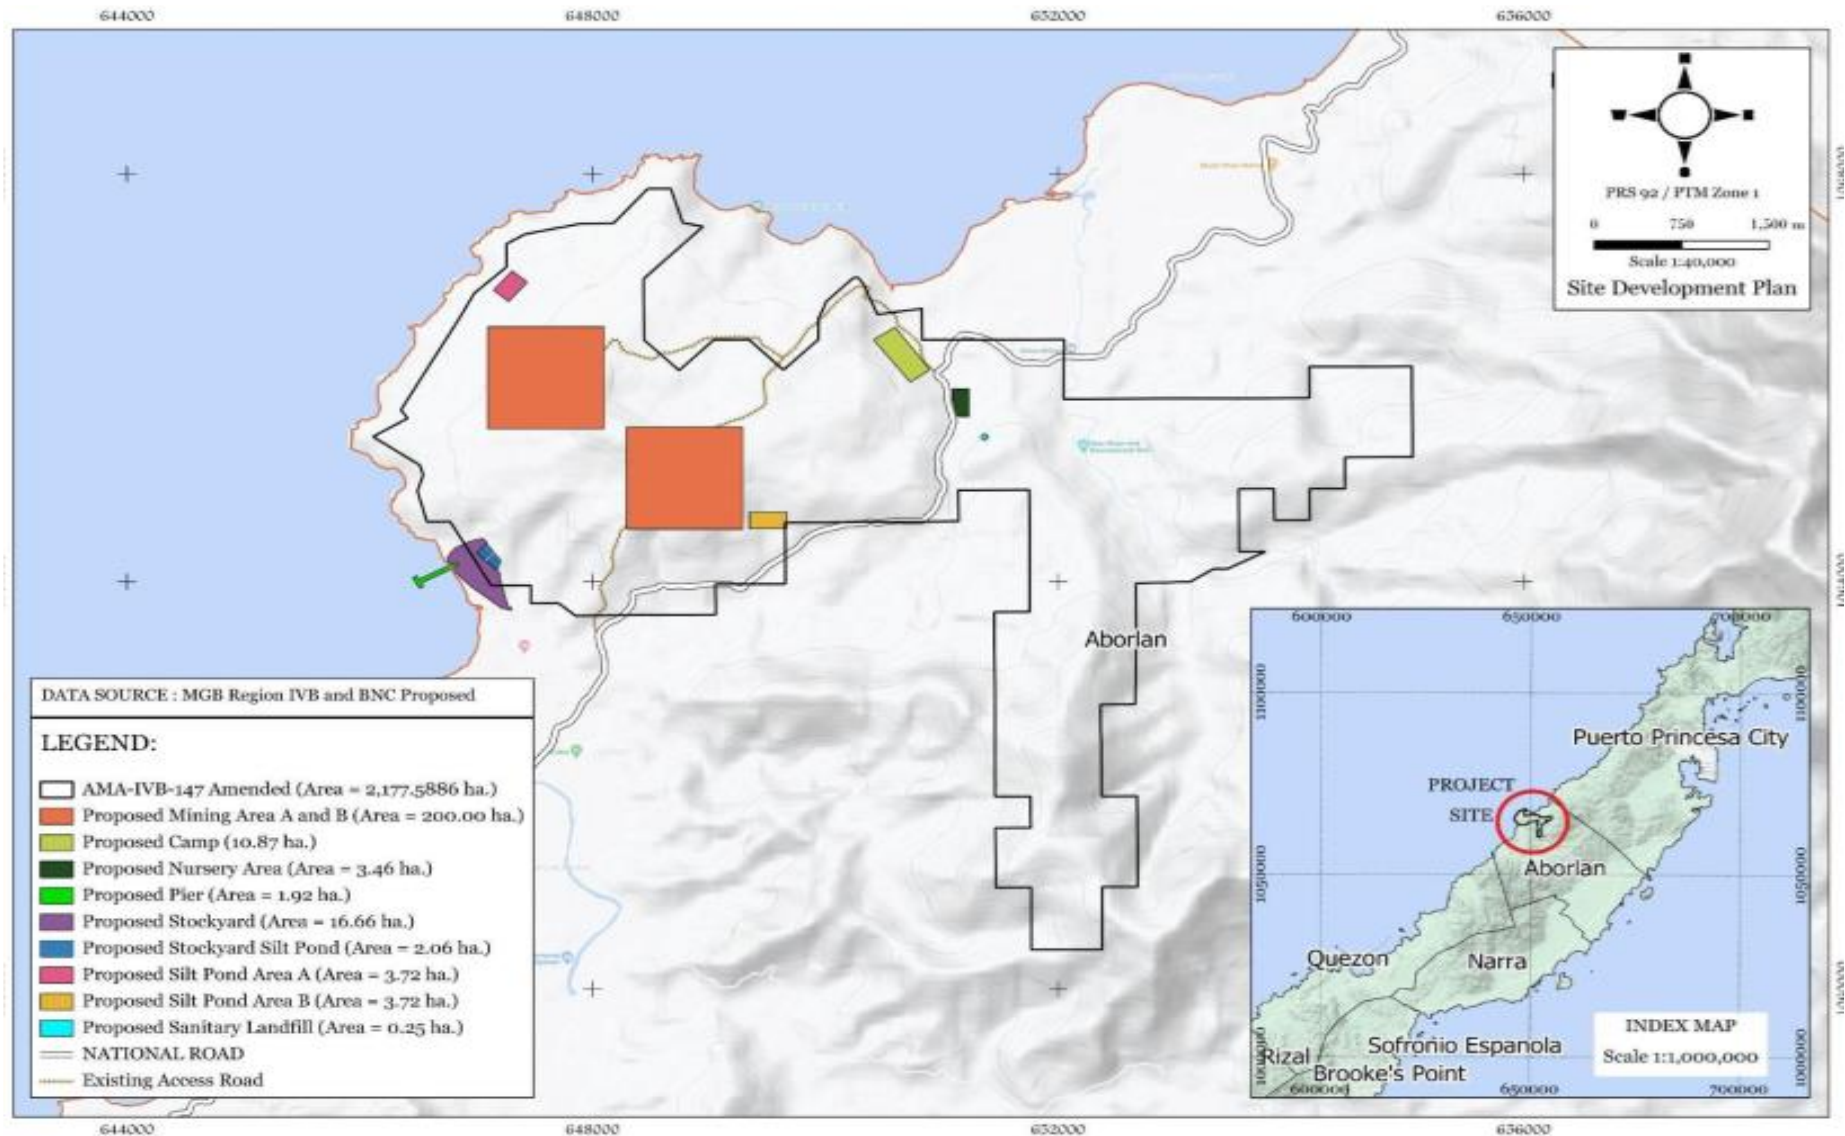 644000
648000
652000
656000
PRS 92 / PTM Zone 1
0 750 1,500 m
Scale 1:40,000
Site Development Plan
Aborlan
DATA SOURCE : MGB Region IVB and BNC Proposed
LEGEND:
AMA-IVB-147 Amended (Area = 2,177.5886 ha.)
Proposed Mining Area A and B (Area = 200.00 ha.)
Proposed Camp (10.87 ha.)
Proposed Nursery Area (Area = 3.46 ha.)
Proposed Pier (Area = 1.92 ha.)
Proposed Stockyard (Area = 16.66 ha.)
Proposed Stockyard Silt Pond (Area = 2.06 ha.)
Proposed Silt Pond Area A (Area = 3.72 ha.)
Proposed Silt Pond Area B (Area = 3.72 ha.)
Proposed Sanitary Landfill (Area = 0.25 ha.)
NATIONAL ROAD
Existing Access Road
600000
650000
700000
1100000
1100000
Puerto Princesa City
PROJECT
SITE
Aborlan
1050000
1050000
Quezon
Narra
INDEX MAP
Scale 1:1,000,000
Sofronio Espanola
Rizal
Brooke's Point
1000000
1000000
600000
650000
700000
644000
648000
652000
656000